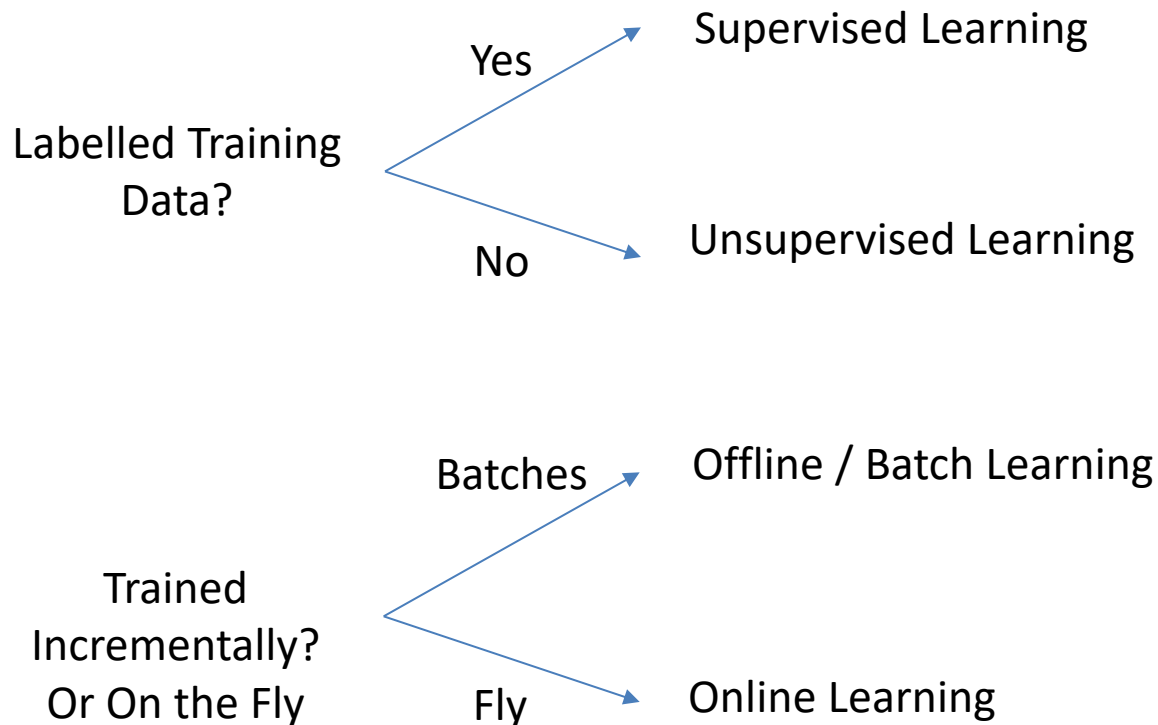 Supervised Learning
Yes
Labelled Training
Data?
Unsupervised Learning
No
Offline / Batch Learning
Batches
Trained
Incrementally?
Or On the Fly
Online Learning
Fly